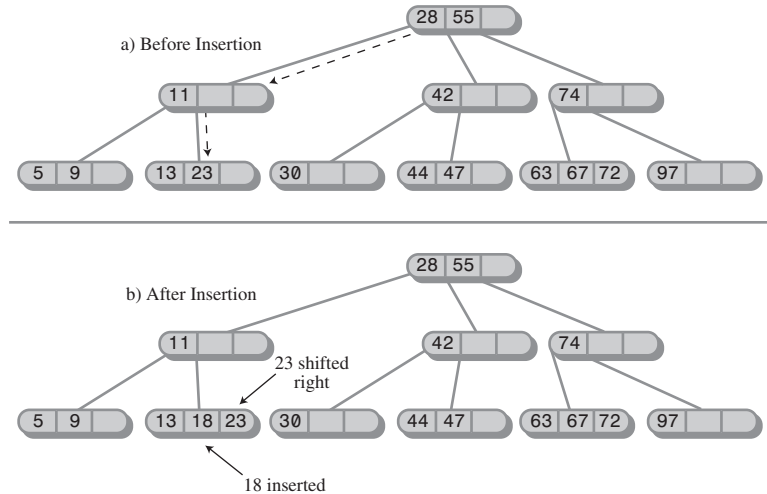 28 55
a) Before Insertion
11
42
74
5 9
13 23
30
44 47
63 67 72
97
28 55
b) After Insertion
11
42
74
23 shifted
right
5 9
13 18 23
30
44 47
63 67 72
97
18 inserted